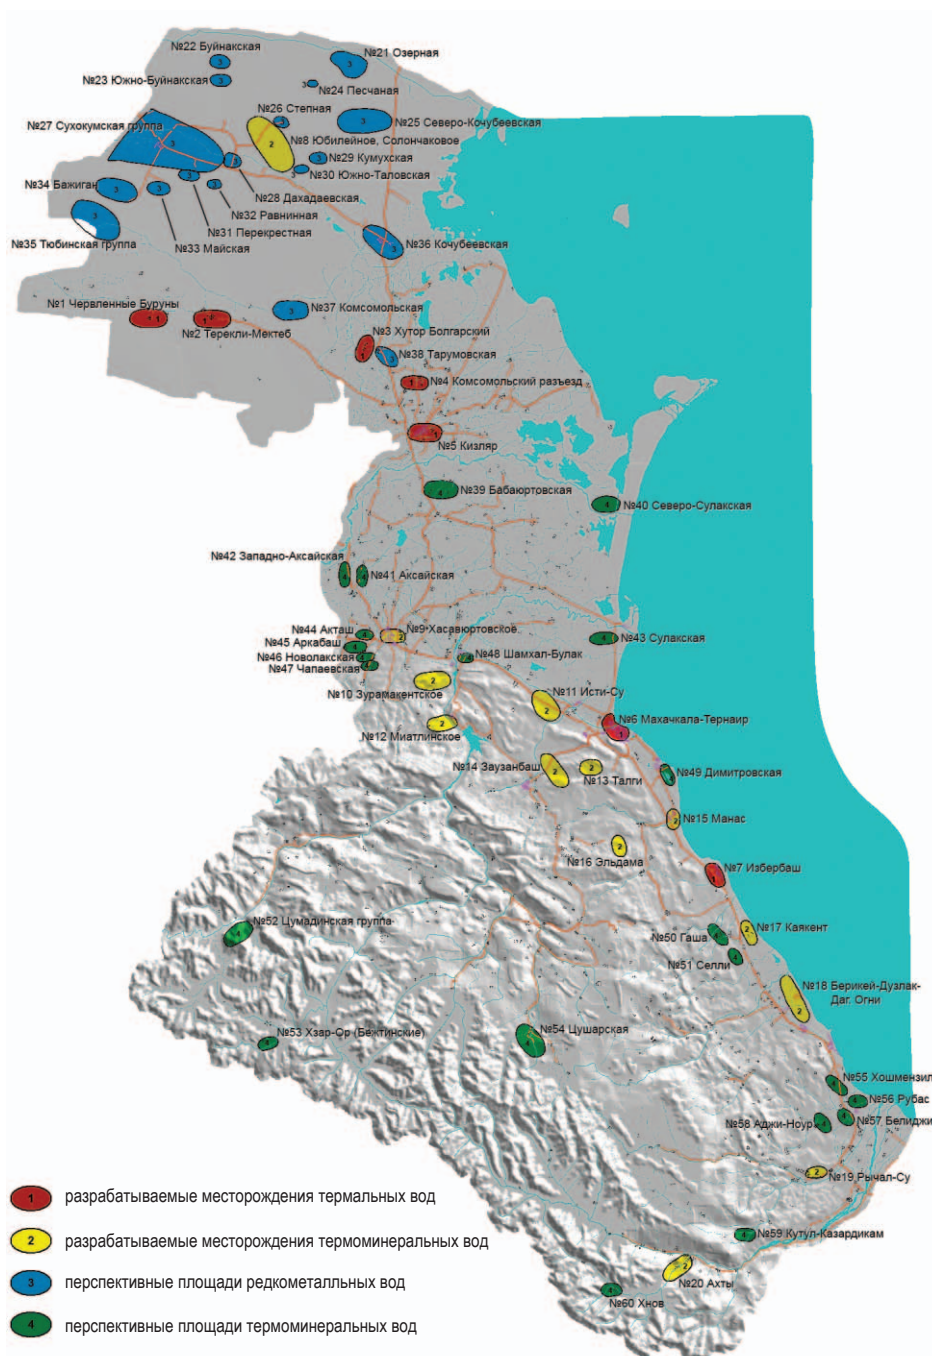 №22 Буйнакская
№21 Озерная
№23 Южно-Буйнакская
№24 Песчаная
№26 Степная
№25 Северо-Кочубеевская
№27 Сухокумская группа
№8 Юбилейное, Солончаковое
№29 Кумухская
№30 Южно-Таловская
№34 Бажиган
№28 Дахадаевская
№32 Равнинная
№31 Перекрестная
№33 Майская
№35 Тюбинская группа
№36 Кочубеевская
№1 Червленные Буруны
№37 Комсомольская
№2 Терекли-Мектеб
№3 Хутор Болгарский
№38 Тарумовская
№4 Комсомольский разъезд
№5 Кизляр
№39 Бабаюртовская
№40 Северо-Сулакская
№42 Западно-Аксайская
№41 Аксайская
№44 Акташ
№9 Хасавюртовское
№43 Сулакская
№45 Аркабаш
№46 Новолакская
№48 Шамхал-Булак
№47 Чапаевская
№10 Зурамакентское
№11 Исти-Су
№6 Махачкала-Тернаир
№12 Миатлинское
№14 Заузанбаш
№13 Талги
№49 Димитровская
№15 Манас
№16 Эльдама
№7 Избербаш
№52 Цумадинская группа
№50 Гаша
№17 Каякент
№51 Селли
№18 Берикей-Дузлак-
Даг. Огни
№53 Хзар-Ор (Бежтинские)
№54 Цушарская
№55 Хошмензил
№56 Рубас
№58 Аджи-Ноур
№57 Белиджи
№19 Рычал-Су
№59 Кутул-Казардикам
№20 Ахты
№60 Хнов
1 разрабатываемые месторождения термальных вод
2 разрабатываемые месторождения термоминеральных вод
3 перспективные площади редкометалльных вод
4 перспективные площади термоминеральных вод